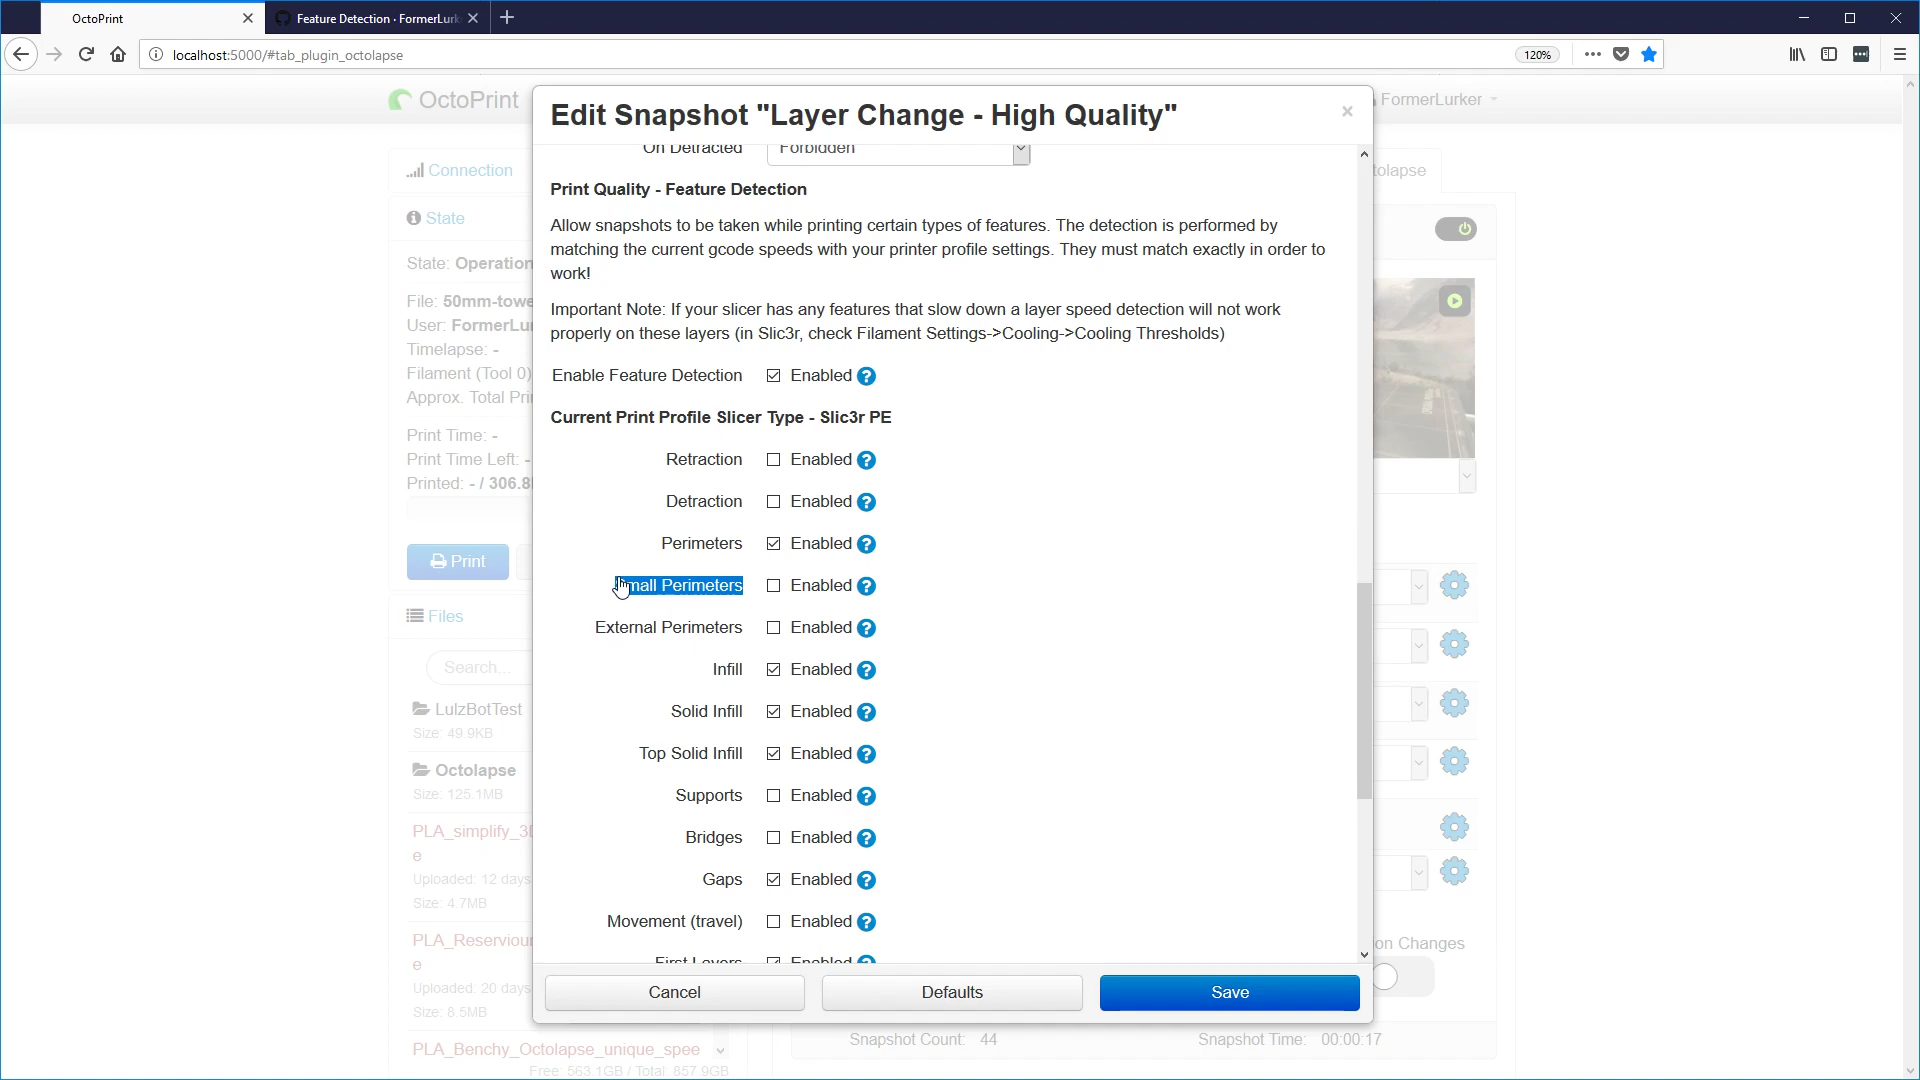 OctoPrint
Feature Detection · FormerLurk
localhost:5000/#tab_plugin_octolapse
120%
OctoPrint
FormerLurker
Edit Snapshot "Layer Change - High Quality"
×
Connection
tolapse
State
State: Operation
File: 50mm-towe
User: FormerLur
Timelapse: -
Filament (Tool 0)
Approx. Total Prin
Print Time: -
Print Time Left: -
Printed: - / 306.8
Print
Files
Search...
LulzBotTest
Size: 49.9KB
Octolapse
Size: 125.1MB
PLA_simplify_3D
e
Uploaded: 12 days
Size: 4.7MB
PLA_Reserviour
e
Uploaded: 20 days
Size: 8.5MB
PLA_Benchy_Octolapse_unique_spee
Free: 563.1GB / Total: 857.9GB
On Detracted Forbidden
Print Quality - Feature Detection
Allow snapshots to be taken while printing certain types of features. The detection is performed by
matching the current gcode speeds with your printer profile settings. They must match exactly in order to
work!
Important Note: If your slicer has any features that slow down a layer speed detection will not work
properly on these layers (in Slic3r, check Filament Settings->Cooling->Cooling Thresholds)
Enable Feature Detection Enabled
Current Print Profile Slicer Type - Slic3r PE
Retraction Enabled
Detraction Enabled
Perimeters Enabled
Small Perimeters Enabled
External Perimeters Enabled
Infill Enabled
Solid Infill Enabled
Top Solid Infill Enabled
Supports Enabled
Bridges Enabled
Gaps Enabled
Movement (travel) Enabled
First Layers Enabled
Cancel
Defaults
Save
on Changes
Snapshot Count: 44
Snapshot Time: 00:00:17